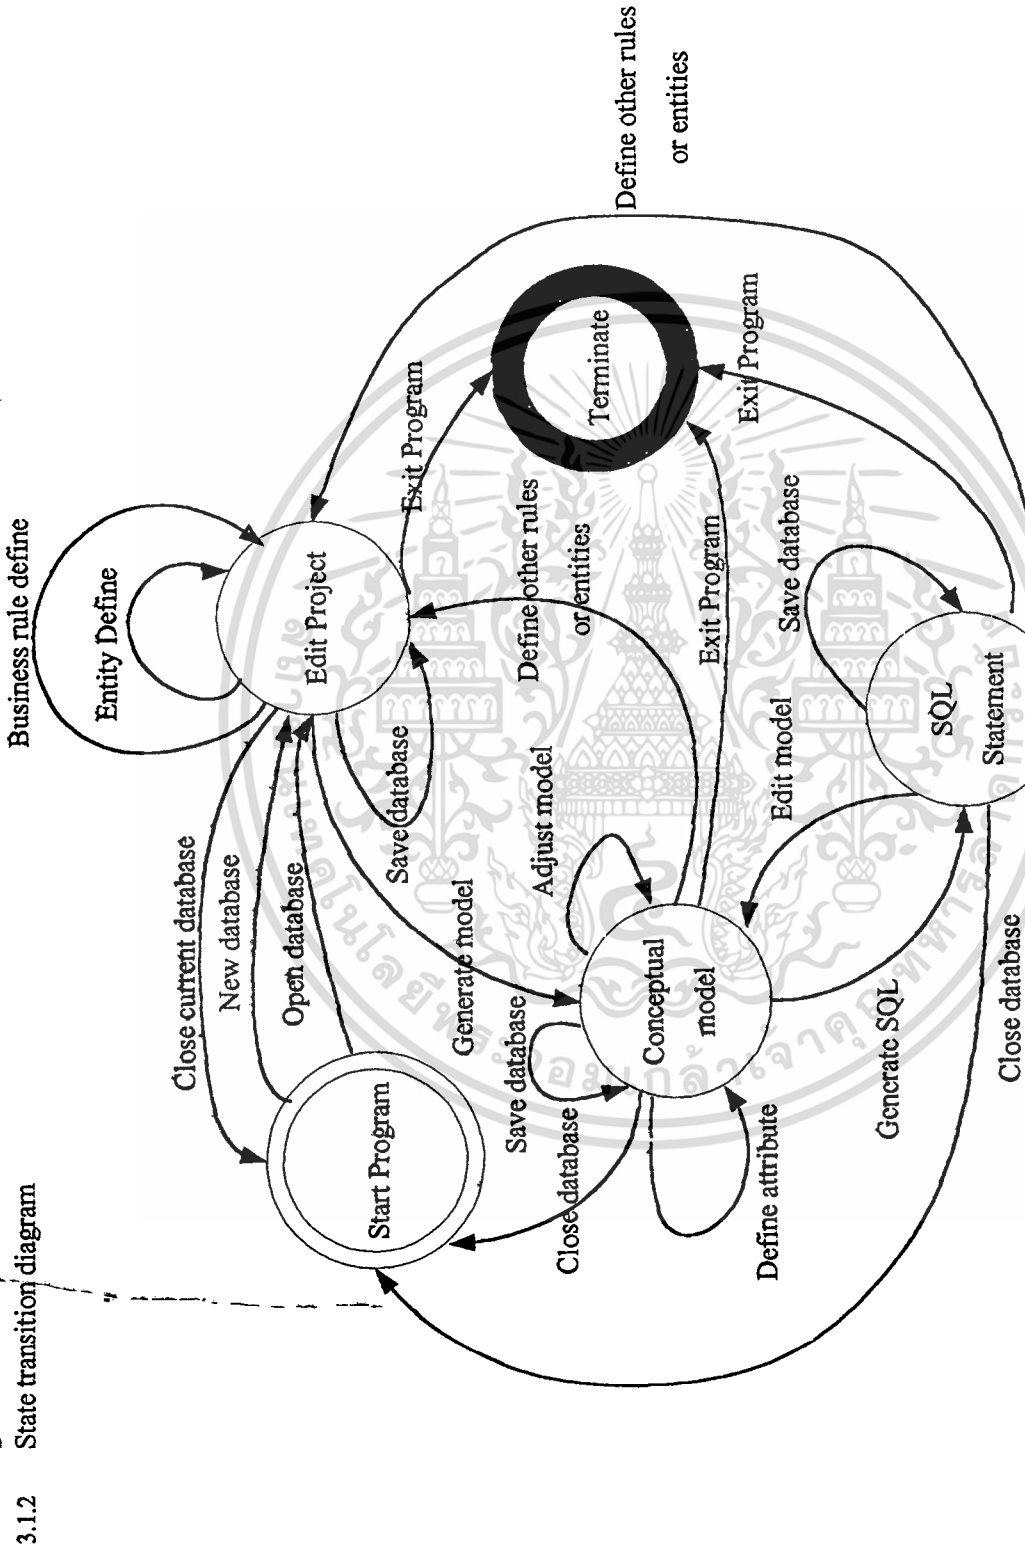 3.1.2 State transition diagram
Business rule define
Entity Define
Close current database
New database
Open database
Edit Project
Exit Program
Define other rules
or entities
Start Program
Save database
Generate model
Define other rules
or entities
Terminate
Adjust model
Save database
Close database
Conceptual
model
Exit Program
Exit Program
Define attribute
Edit model
Save database
Generate SQL
SQL
Statement
Close database